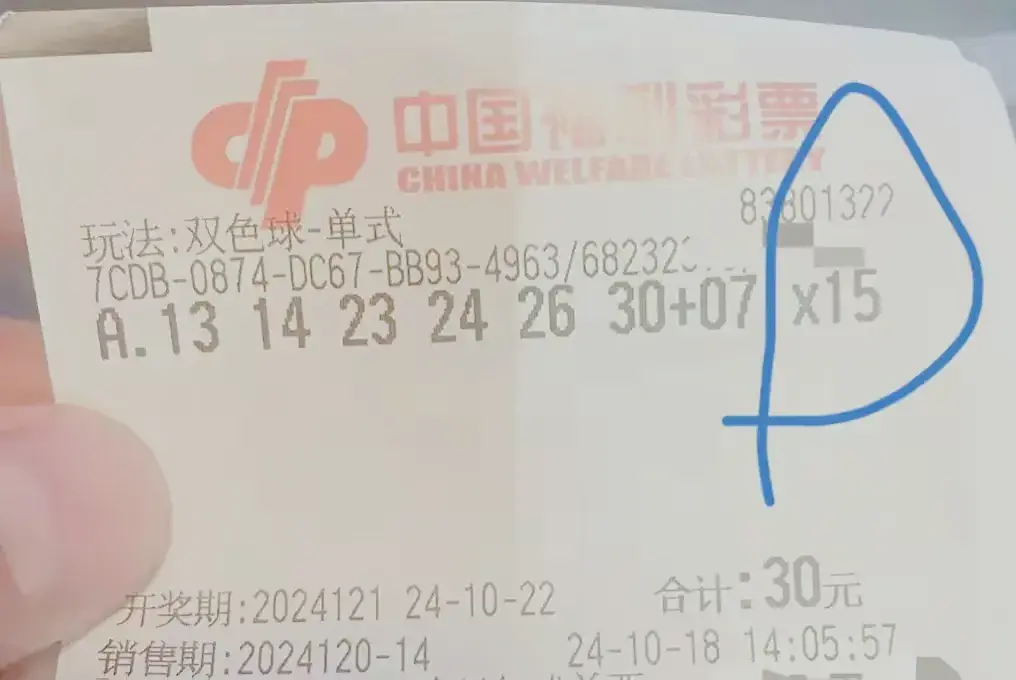 中国福利彩票
CHINA WELFARE LOTTERY
83801322
玩法:双色球-单式
7CDB-0874-DC67-BB93-4963/68232
A.13 14 23 24 26 30+07 x15
开奖期:2024121 24-10-22 合计:30元
销售期:2024120-14 24-10-18 14:05:57